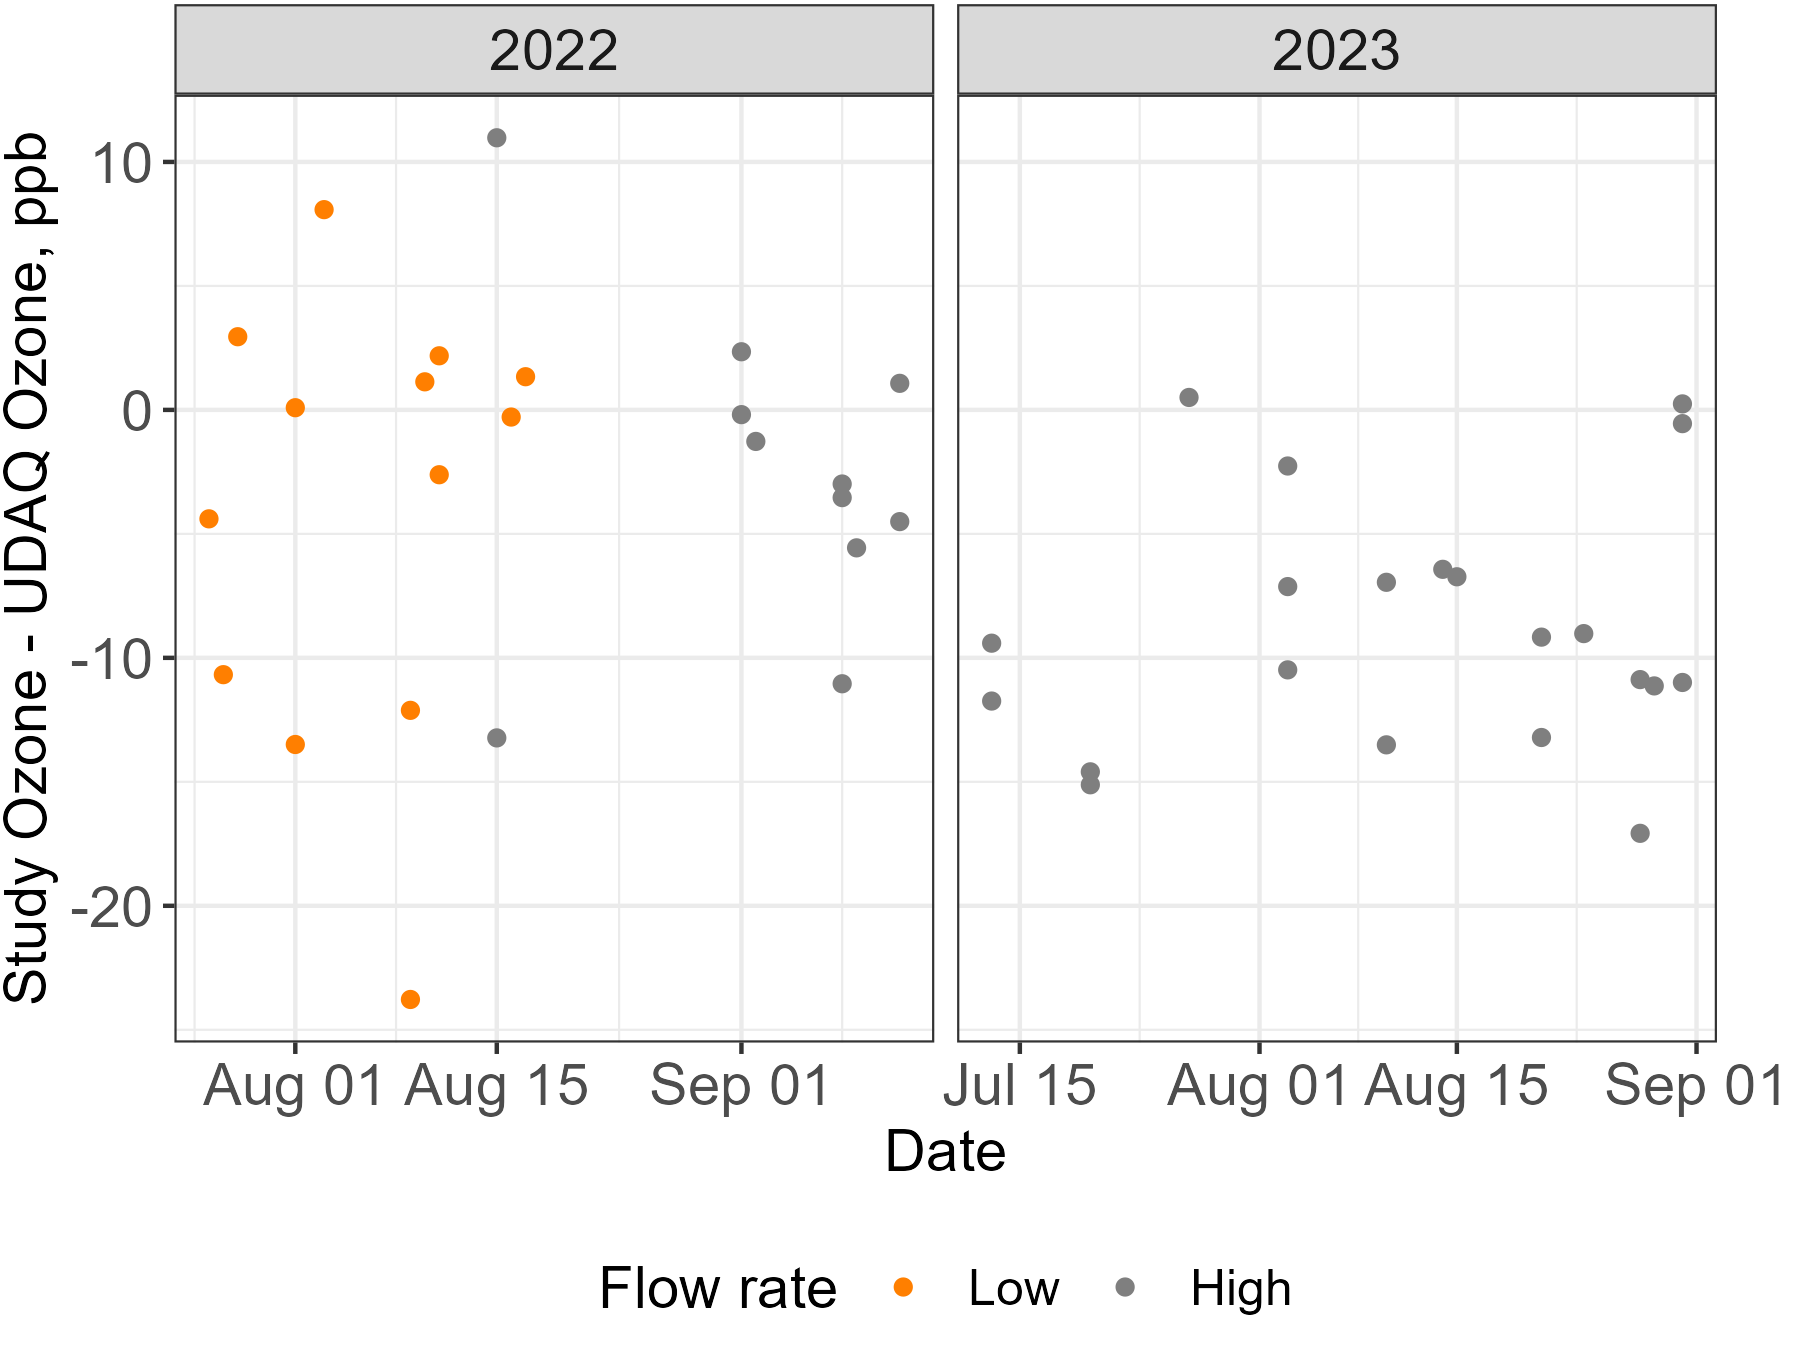 2022
2023
Study Ozone - UDAQ Ozone, ppb
10
0
-10
-20
Aug 01 Aug 15 Sep 01
Jul 15 Aug 01 Aug 15 Sep 01
Date
Flow rate Low High